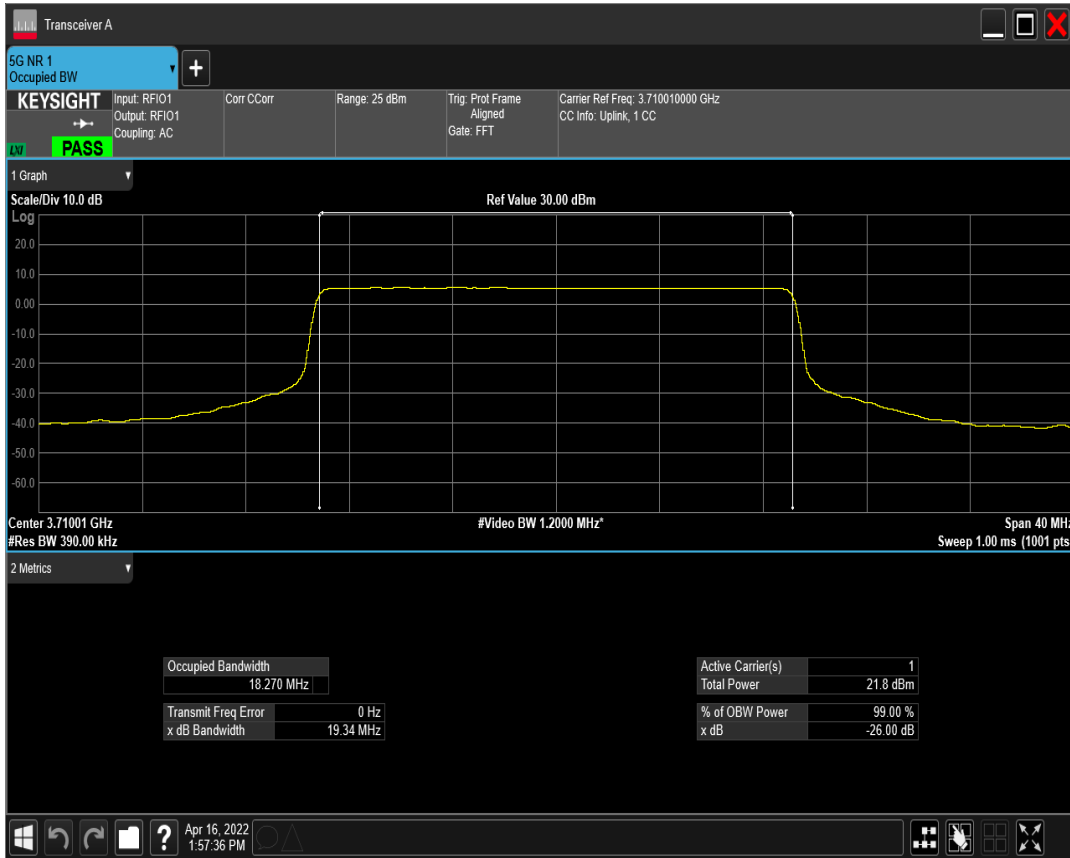 Transceiver A
5G NR 1
Occupied BW
+
KEYSIGHT
LXI
PASS
Input: RFIO1
Output: RFIO1
Coupling: AC
Corr CCorr
Range: 25 dBm
Trig: Prot Frame
Aligned
Gate: FFT
Carrier Ref Freq: 3.710010000 GHz
CC Info: Uplink, 1 CC
1 Graph
Scale/Div 10.0 dB
Ref Value 30.00 dBm
Log
20.0
10.0
0.00
-10.0
-20.0
-30.0
-40.0
-50.0
-60.0
Center 3.71001 GHz
#Video BW 1.2000 MHz*
Span 40 MHz
#Res BW 390.00 kHz
Sweep 1.00 ms (1001 pts
2 Metrics
Occupied Bandwidth
18.270 MHz
Transmit Freq Error 0 Hz
x dB Bandwidth 19.34 MHz
Active Carrier(s) 1
Total Power 21.8 dBm
% of OBW Power 99.00 %
x dB -26.00 dB
?
Apr 16, 2022
1:57:36 PM